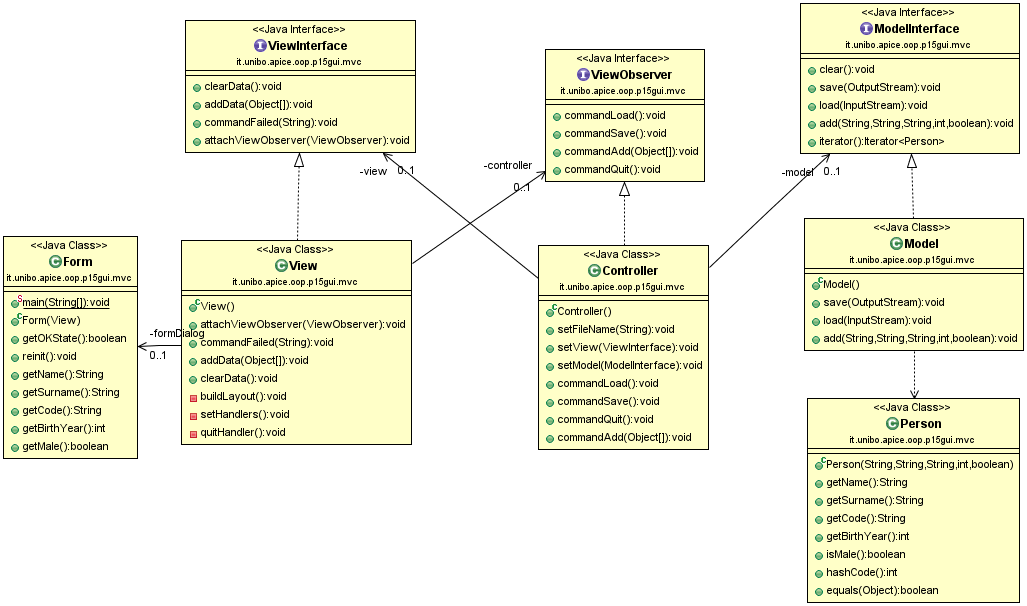 <<Java Interface>>
ViewInterface
it.unibo.apice.oop.p15gui.mvc
clearData():void
addData(Object[]):void
commandFailed(String):void
attachViewObserver(ViewObserver):void
<<Java Interface>>
ViewObserver
it.unibo.apice.oop.p15gui.mvc
commandLoad():void
commandSave():void
commandAdd(Object[]):void
commandQuit():void
<<Java Interface>>
ModelInterface
it.unibo.apice.oop.p15gui.mvc
clear():void
save(OutputStream):void
load(InputStream):void
add(String,String,String,int,boolean):void
iterator():Iterator<Person>
-view
0..1
-controller
0..1
-model
0..1
<<Java Class>>
Form
it.unibo.apice.oop.p15gui.mvc
main(String[]):void
Form(View)
getOKState():boolean
reinit():void
getName():String
getSurname():String
getCode():String
getBirthYear():int
getMale():boolean
-formDialog
0..1
<<Java Class>>
View
it.unibo.apice.oop.p15gui.mvc
View()
attachViewObserver(ViewObserver):void
commandFailed(String):void
addData(Object[]):void
clearData():void
buildLayout():void
setHandlers():void
quitHandler():void
<<Java Class>>
Controller
it.unibo.apice.oop.p15gui.mvc
Controller()
setFileName(String):void
setView(ViewInterface):void
setModel(ModelInterface):void
commandLoad():void
commandSave():void
commandQuit():void
commandAdd(Object[]):void
<<Java Class>>
Model
it.unibo.apice.oop.p15gui.mvc
Model()
save(OutputStream):void
load(InputStream):void
add(String,String,String,int,boolean):void
<<Java Class>>
Person
it.unibo.apice.oop.p15gui.mvc
Person(String,String,String,int,boolean)
getName():String
getSurname():String
getCode():String
getBirthYear():int
isMale():boolean
hashCode():int
equals(Object):boolean